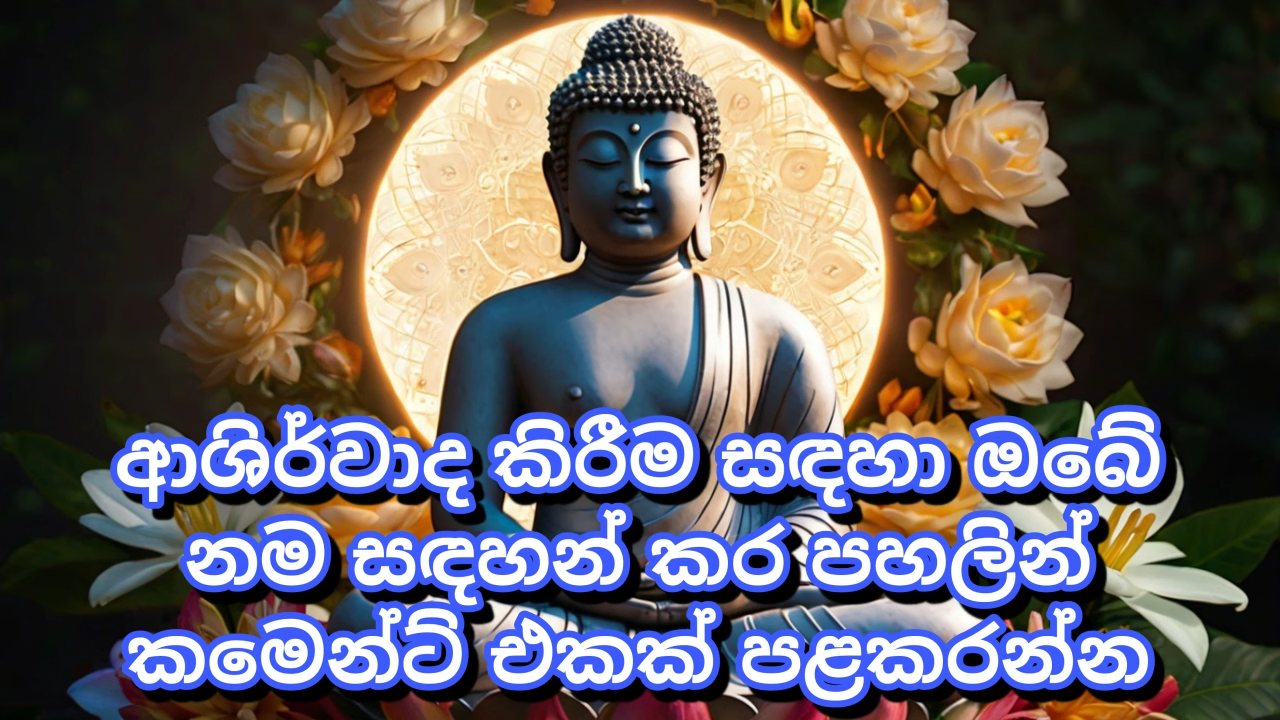 ආශිර්වාද කිරීම සඳහා ඔබේ
නම සඳහන් කර පහලින්
කමෙන්ට් එකක් පළකරන්න